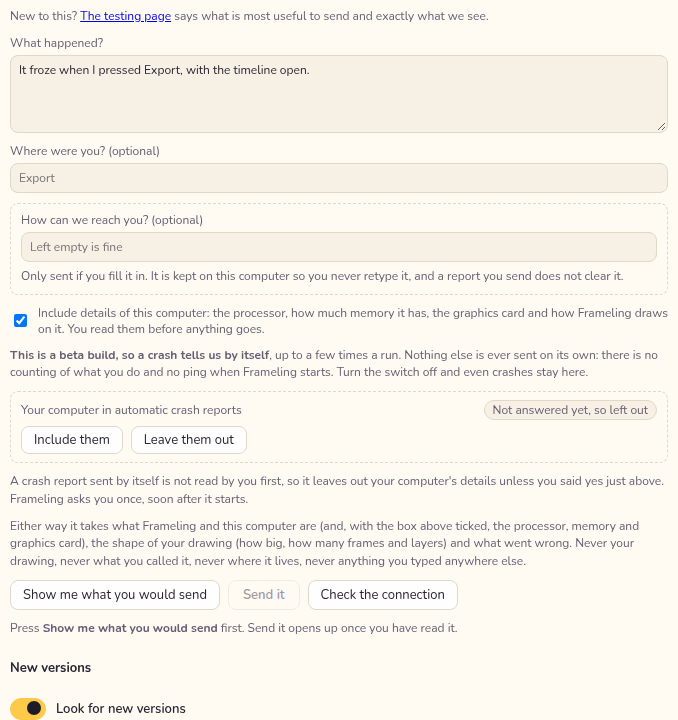 New to this? The testing page says what is most useful to send and exactly what we see.
What happened?
It froze when I pressed Export, with the timeline open.
Where were you? (optional)
Export
How can we reach you? (optional)
Left empty is fine
Only sent if you fill it in. It is kept on this computer so you never retype it, and a report you send does not clear it.
Include details of this computer: the processor, how much memory it has, the graphics card and how Frameling draws
on it. You read them before anything goes.
This is a beta build, so a crash tells us by itself, up to a few times a run. Nothing else is ever sent on its own: there is no
counting of what you do and no ping when Frameling starts. Turn the switch off and even crashes stay here.
Your computer in automatic crash reports
Not answered yet, so left out
Include them
Leave them out
A crash report sent by itself is not read by you first, so it leaves out your computer's details unless you said yes just above.
Frameling asks you once, soon after it starts.
Either way it takes what Frameling and this computer are (and, with the box above ticked, the processor, memory and
graphics card), the shape of your drawing (how big, how many frames and layers) and what went wrong. Never your
drawing, never what you called it, never where it lives, never anything you typed anywhere else.
Show me what you would send
Send it
Check the connection
Press Show me what you would send first. Send it opens up once you have read it.
New versions
Look for new versions